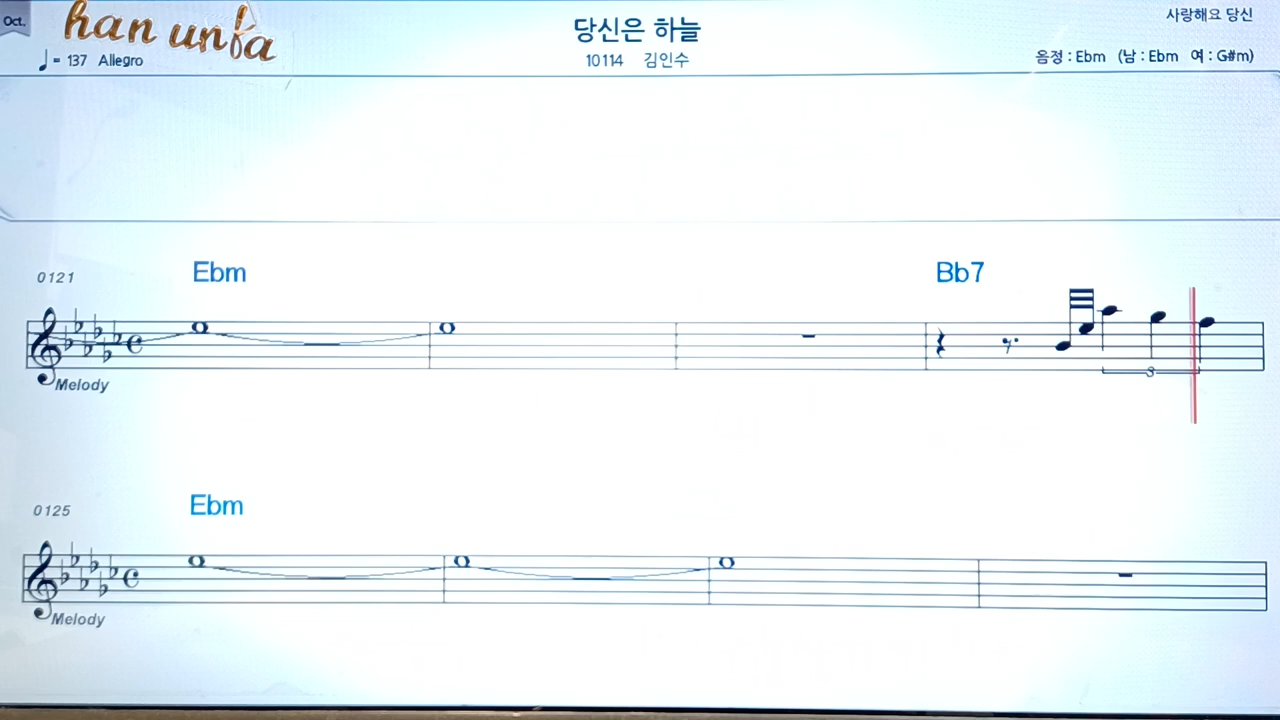 Oct.
han unfa
당신은 하늘
사랑해요 당신
♩= 137 Allegro
10114 김인수
음정 : Ebm (남 : Ebm 여 : G#m)
0121
Ebm
Bb7
3
Melody
0125
Ebm
Melody